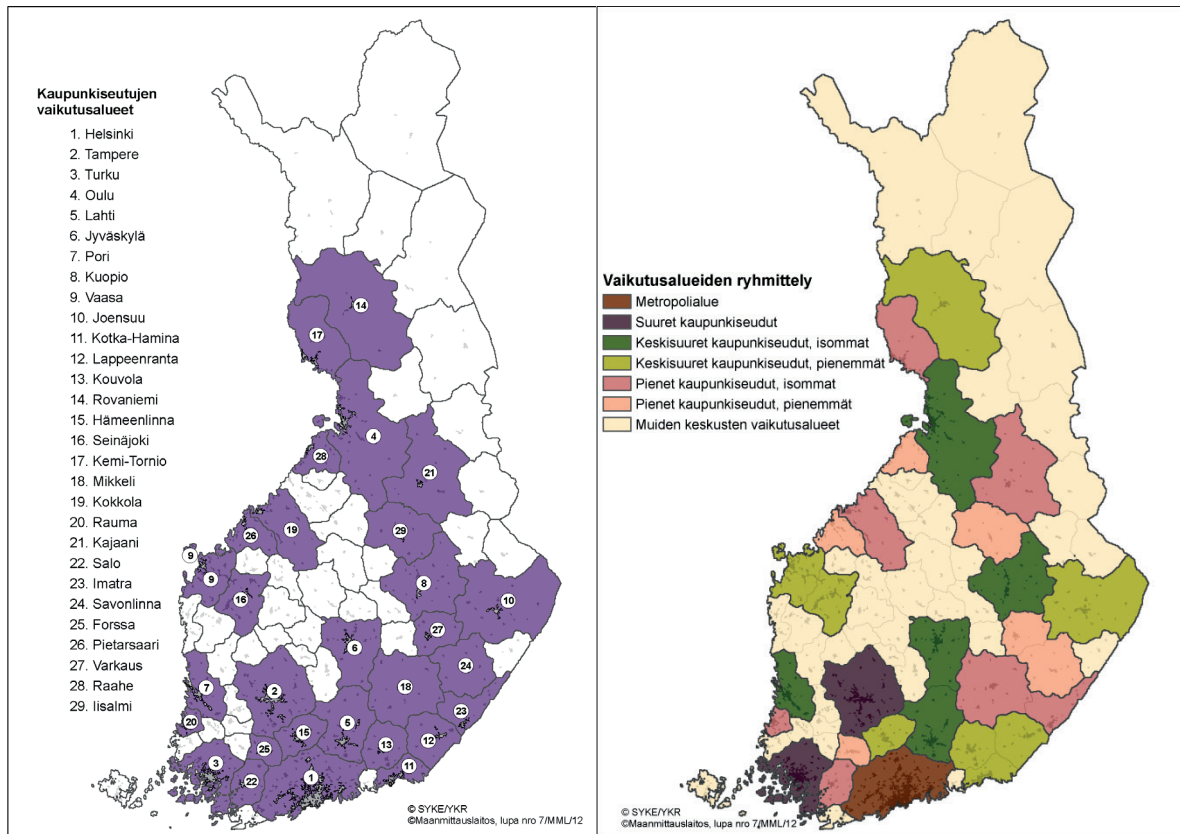 Kaupunkiseutujen
vaikutusalueet
1. Helsinki
2. Tampere
3. Turku
4. Oulu
5. Lahti
6. Jyväskylä
7. Pori
8. Kuopio
9. Vaasa
10. Joensuu
11. Kotka-Hamina
12. Lappeenranta
13. Kouvola
14. Rovaniemi
15. Hämeenlinna
16. Seinäjoki
17. Kemi-Tornio
18. Mikkeli
19. Kokkola
20. Rauma
21. Kajaani
22. Salo
23. Imatra
24. Savonlinna
25. Forssa
26. Pietarsaari
27. Varkaus
28. Raahe
29. Iisalmi
14
17
4
28
21
26
19
29
9
9
16
8
10
27
6
24
7
2
18
20
5
23
15
13
12
25
3
22
1
11
© SYKE/YKR
©Maanmittauslaitos, lupa nro 7/MML/12
Vaikutusalueiden ryhmittely
Metropolialue
Suuret kaupunkiseudut
Keskisuuret kaupunkiseudut, isommat
Keskisuuret kaupunkiseudut, pienemmät
Pienet kaupunkiseudut, isommat
Pienet kaupunkiseudut, pienemmät
Muiden keskusten vaikutusalueet
© SYKE/YKR
©Maanmittauslaitos, lupa nro 7/MML/12